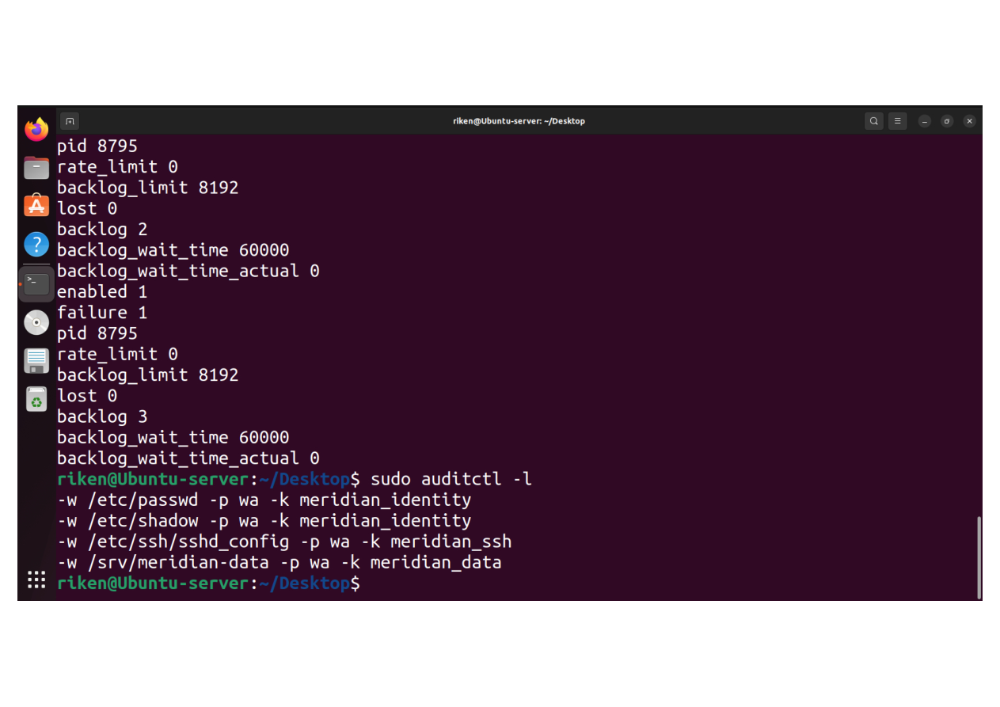 riken@Ubuntu-server: ~/Desktop
pid 8795
rate_limit 0
backlog_limit 8192
lost 0
backlog 2
backlog_wait_time 60000
backlog_wait_time_actual 0
enabled 1
failure 1
pid 8795
rate_limit 0
backlog_limit 8192
lost 0
backlog 3
backlog_wait_time 60000
backlog_wait_time_actual 0
riken@Ubuntu-server:~/Desktop$ sudo auditctl -l
-w /etc/passwd -p wa -k meridian_identity
-w /etc/shadow -p wa -k meridian_identity
-w /etc/ssh/sshd_config -p wa -k meridian_ssh
-w /srv/meridian-data -p wa -k meridian_data
riken@Ubuntu-server:~/Desktop$